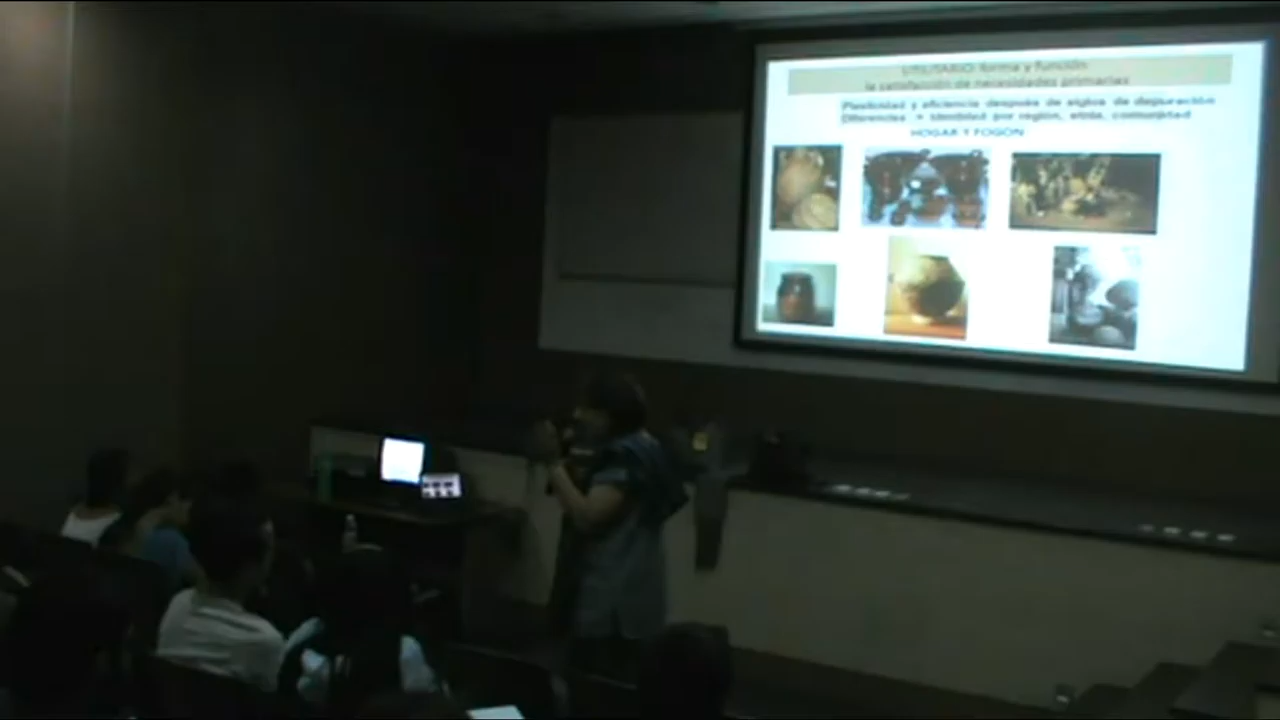 UTILITARIO: forma y función
la satisfacción de necesidades primarias
Plasticidad y eficiencia después de siglos de depuración
Diferencias = Identidad por región, etnia, comunidad
HOGAR Y FOGÓN